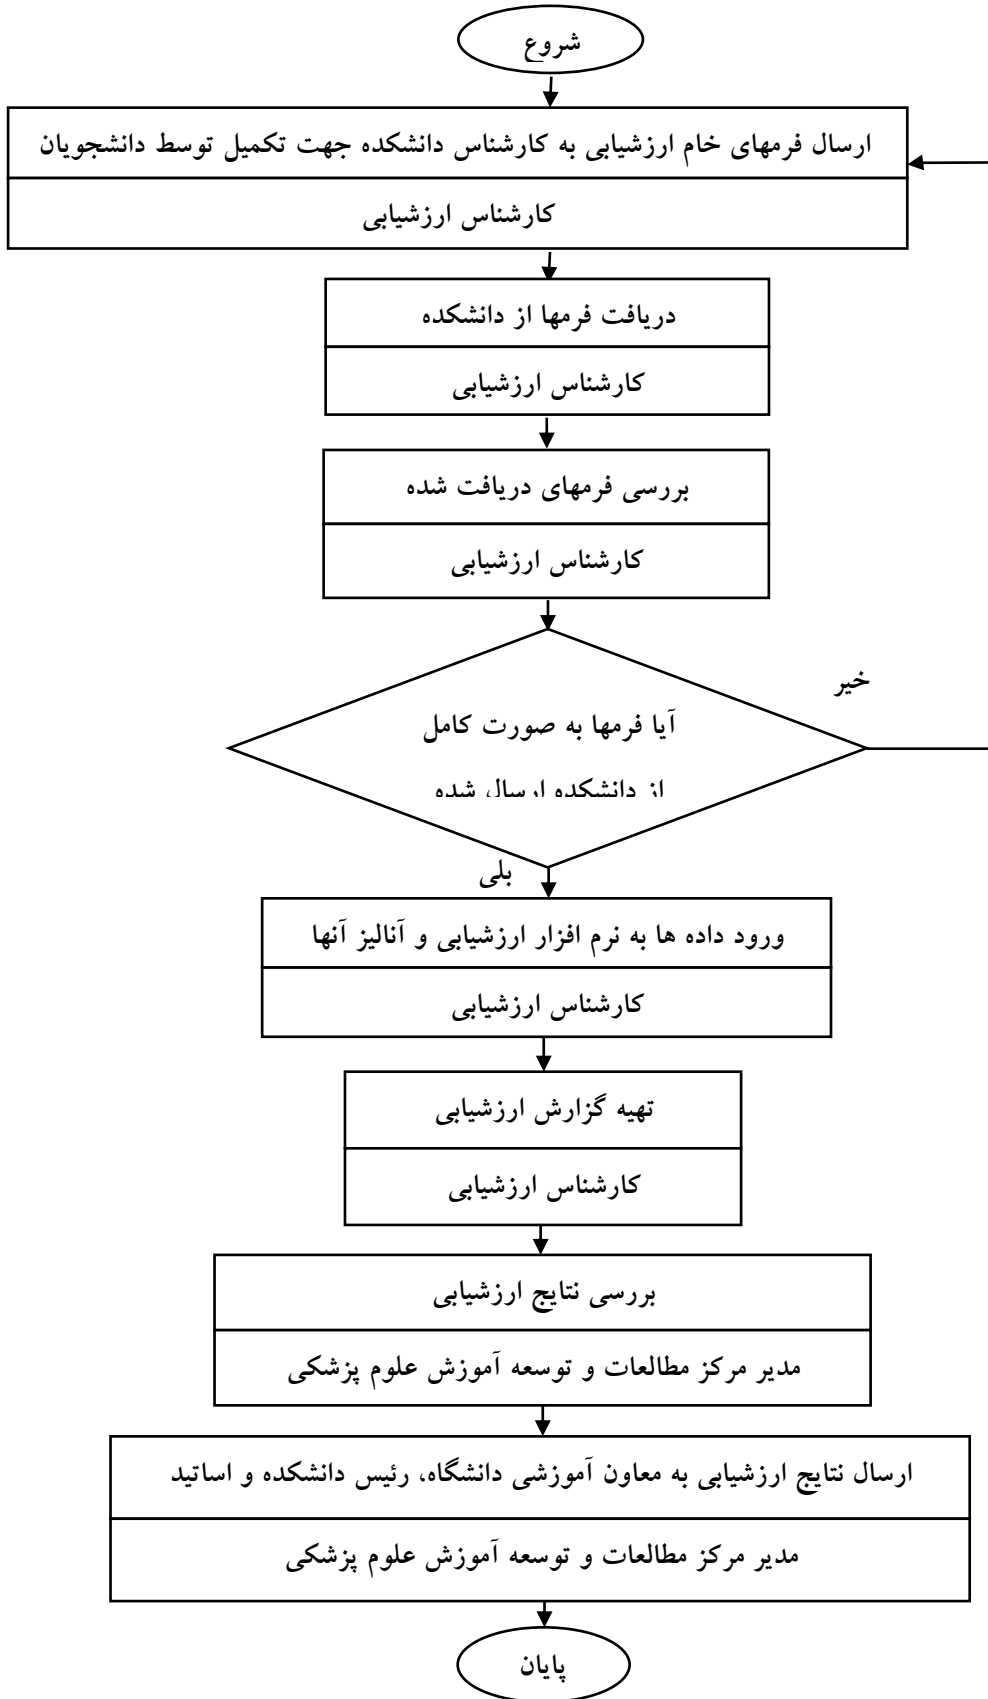 شروع
ارسال فرمهای خام ارزشیابی به کارشناس دانشکده جهت تکمیل توسط دانشجویان
کارشناس ارزشیابی
دریافت فرمها از دانشکده
کارشناس ارزشیابی
بررسی فرمهای دریافت شده
کارشناس ارزشیابی
خیر
آیا فرمها به صورت کامل
از دانشکده ارسال شده
بلی
ورود داده ها به نرم افزار ارزشیابی و آنالیز آنها
کارشناس ارزشیابی
تهیه گزارش ارزشیابی
کارشناس ارزشیابی
بررسی نتایج ارزشیابی
مدیر مرکز مطالعات و توسعه آموزش علوم پزشکی
ارسال نتایج ارزشیابی به معاون آموزشی دانشگاه، رئیس دانشکده و اساتید
مدیر مرکز مطالعات و توسعه آموزش علوم پزشکی
پایان